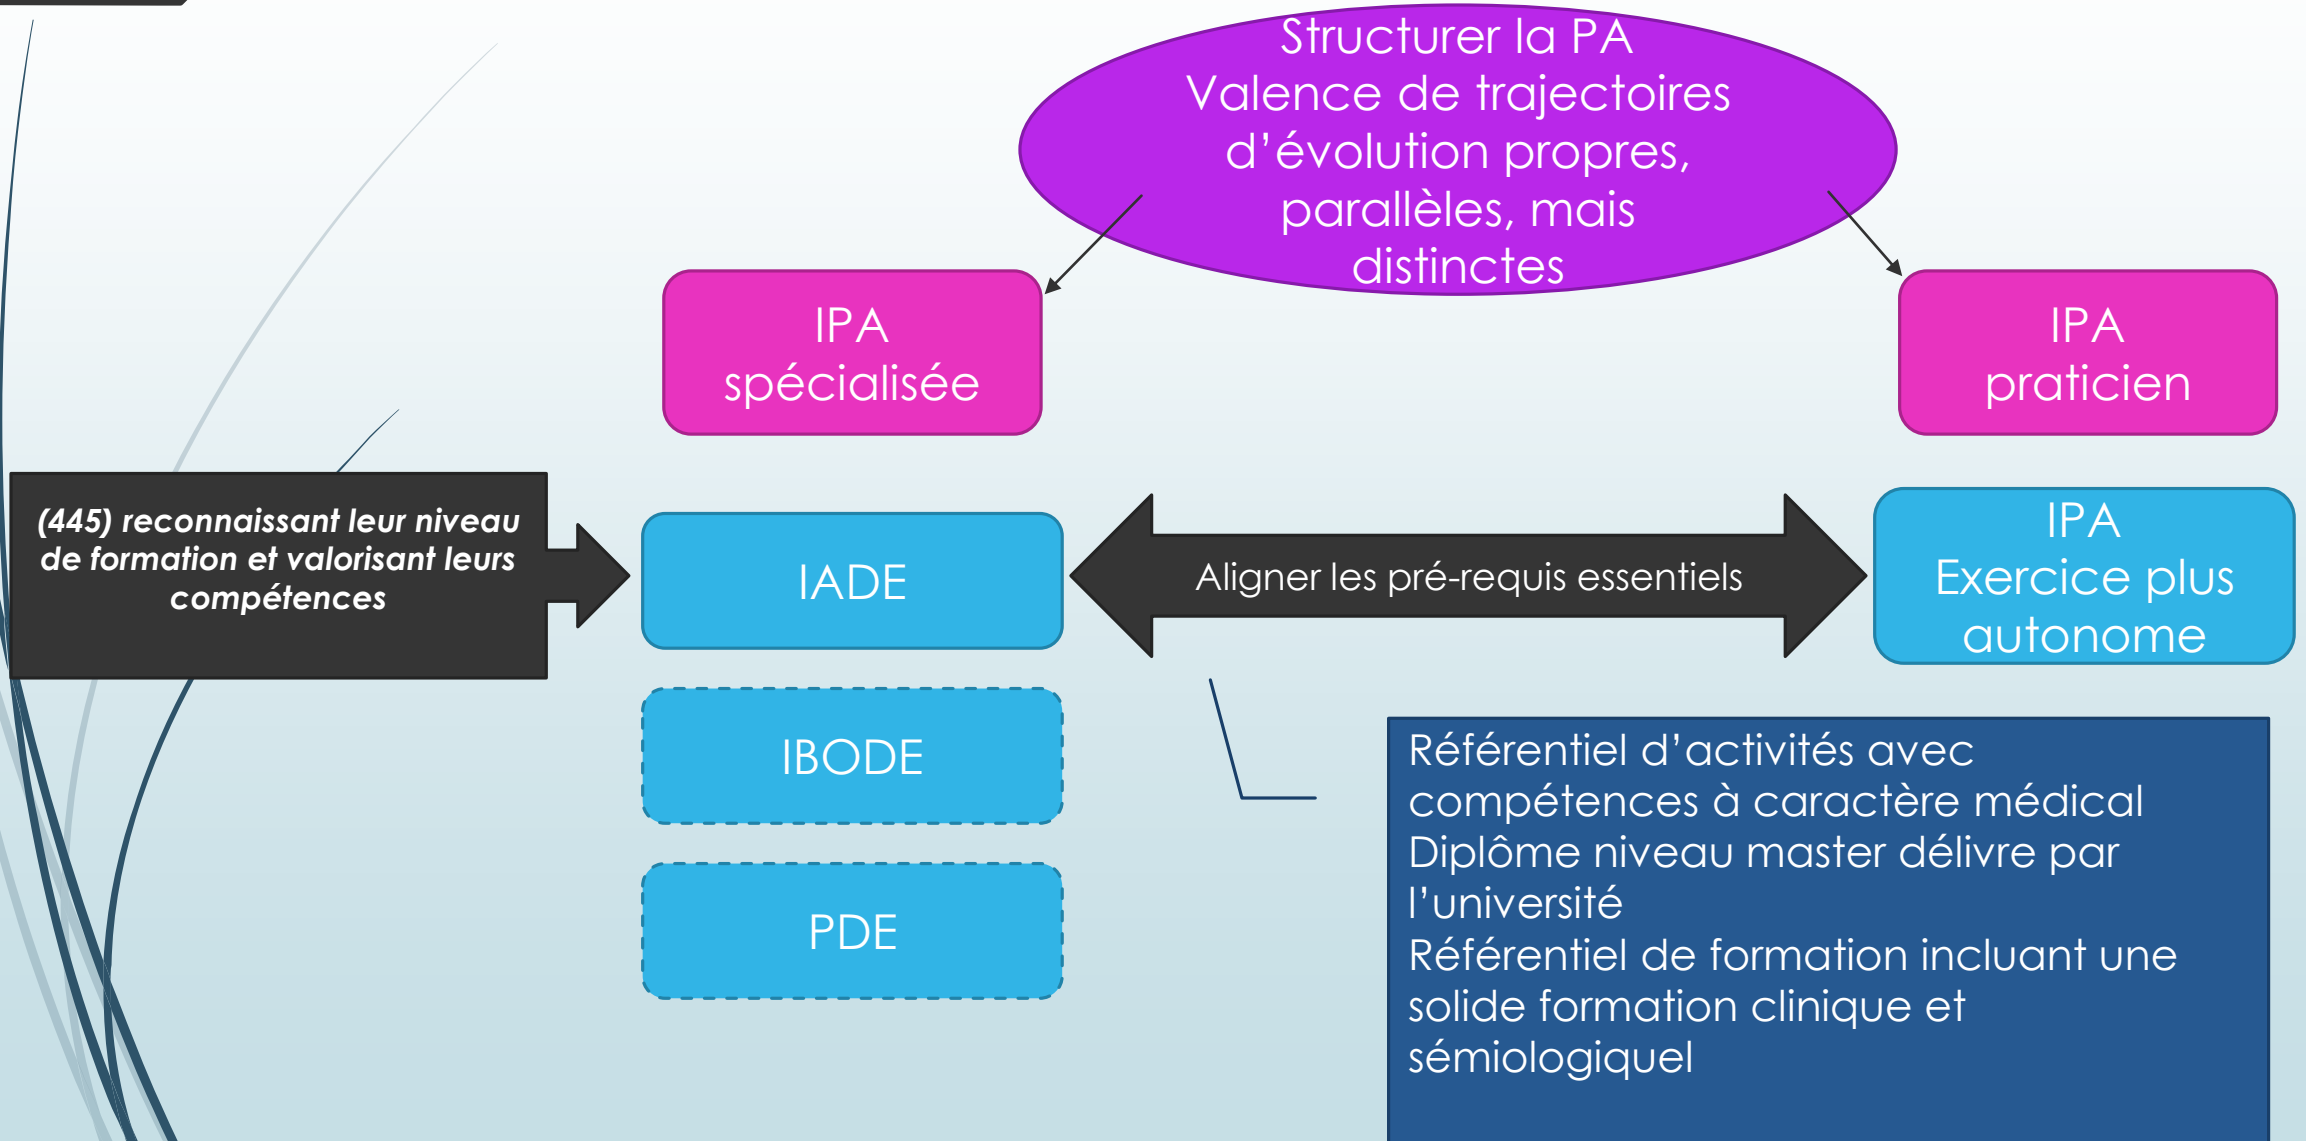 Structurer la PA
Valence de trajectoires
d’évolution propres,
parallèles, mais
distinctes
IPA
spécialisée
IPA
praticien
(445) reconnaissant leur niveau
de formation et valorisant leurs
compétences
IADE
Aligner les pré-requis essentiels
IPA
Exercice plus
autonome
IBODE
PDE
Référentiel d’activités avec
compétences à caractère médical
Diplôme niveau master délivre par
l’université
Référentiel de formation incluant une
solide formation clinique et
sémiologiquel